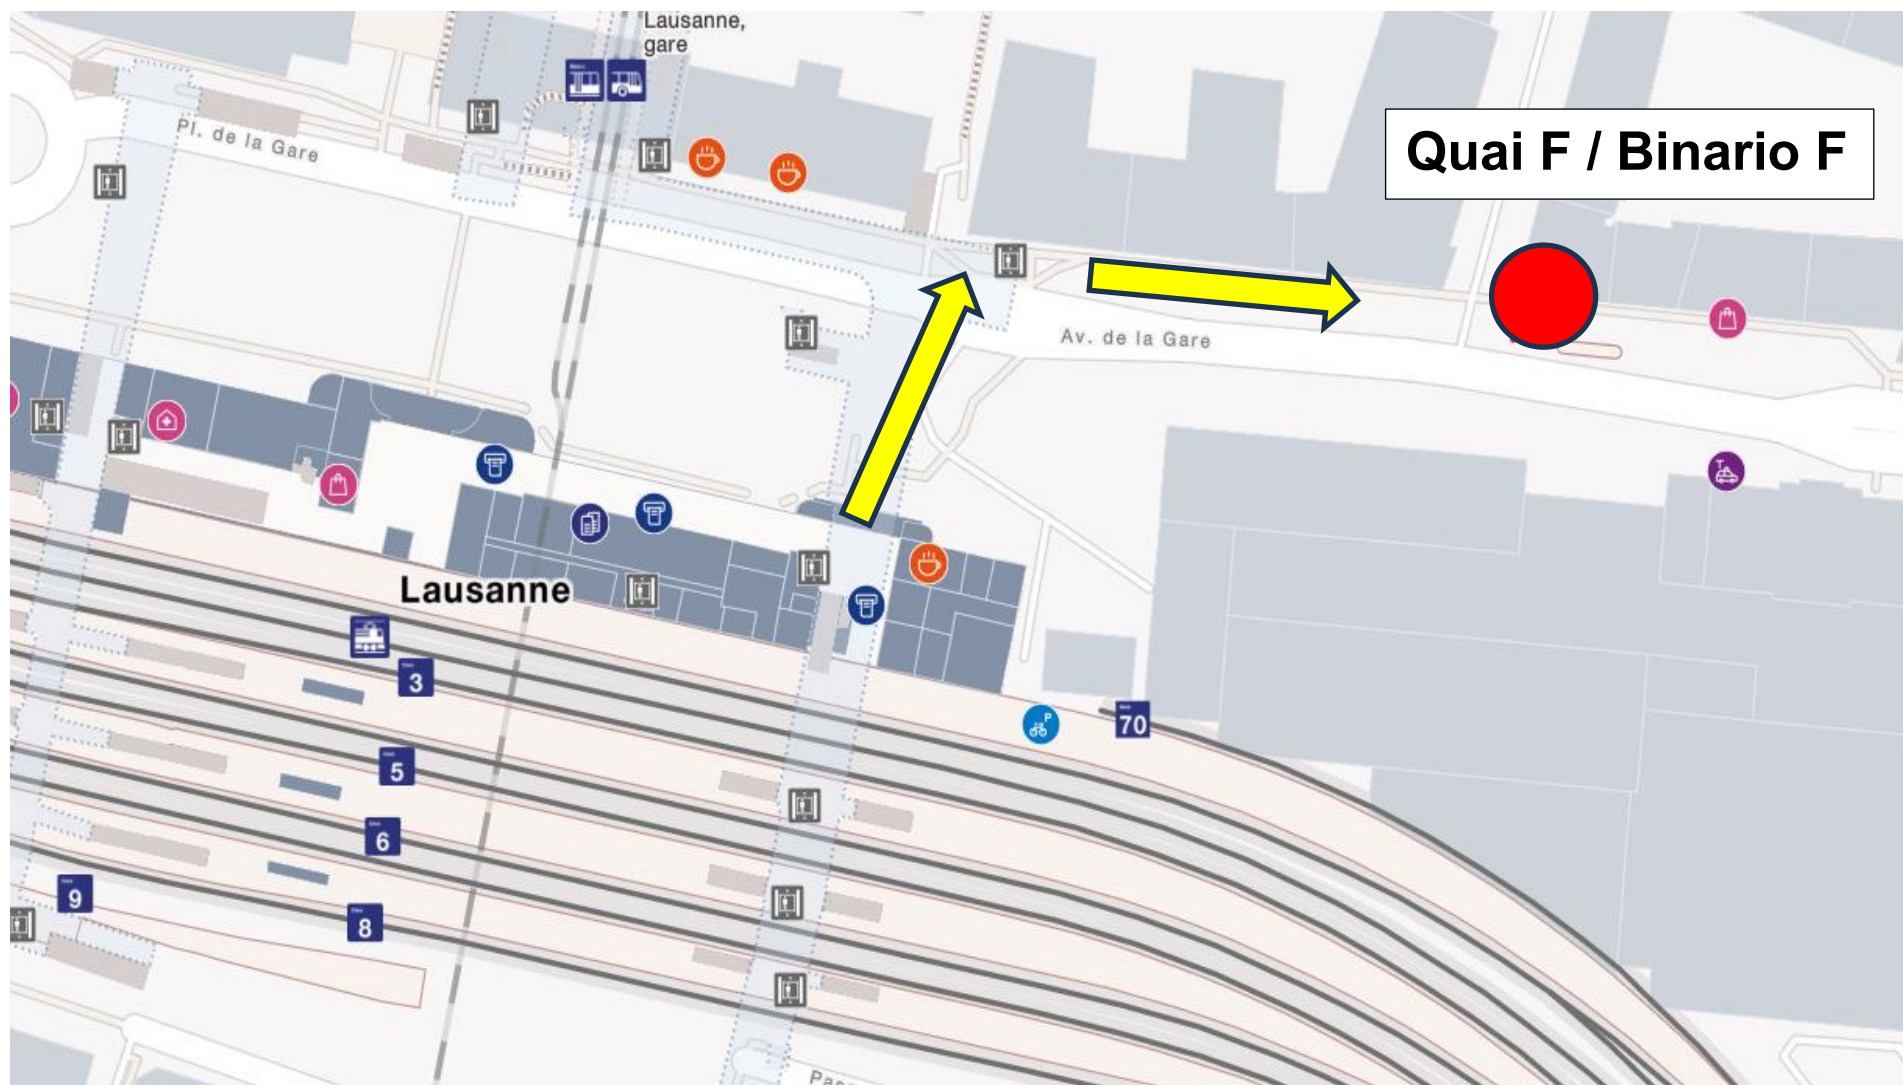 Lausanne,
gare
Pl. de la Gare
Quai F / Binario F
Av. de la Gare
Lausanne
3
70
5
6
9
8
P